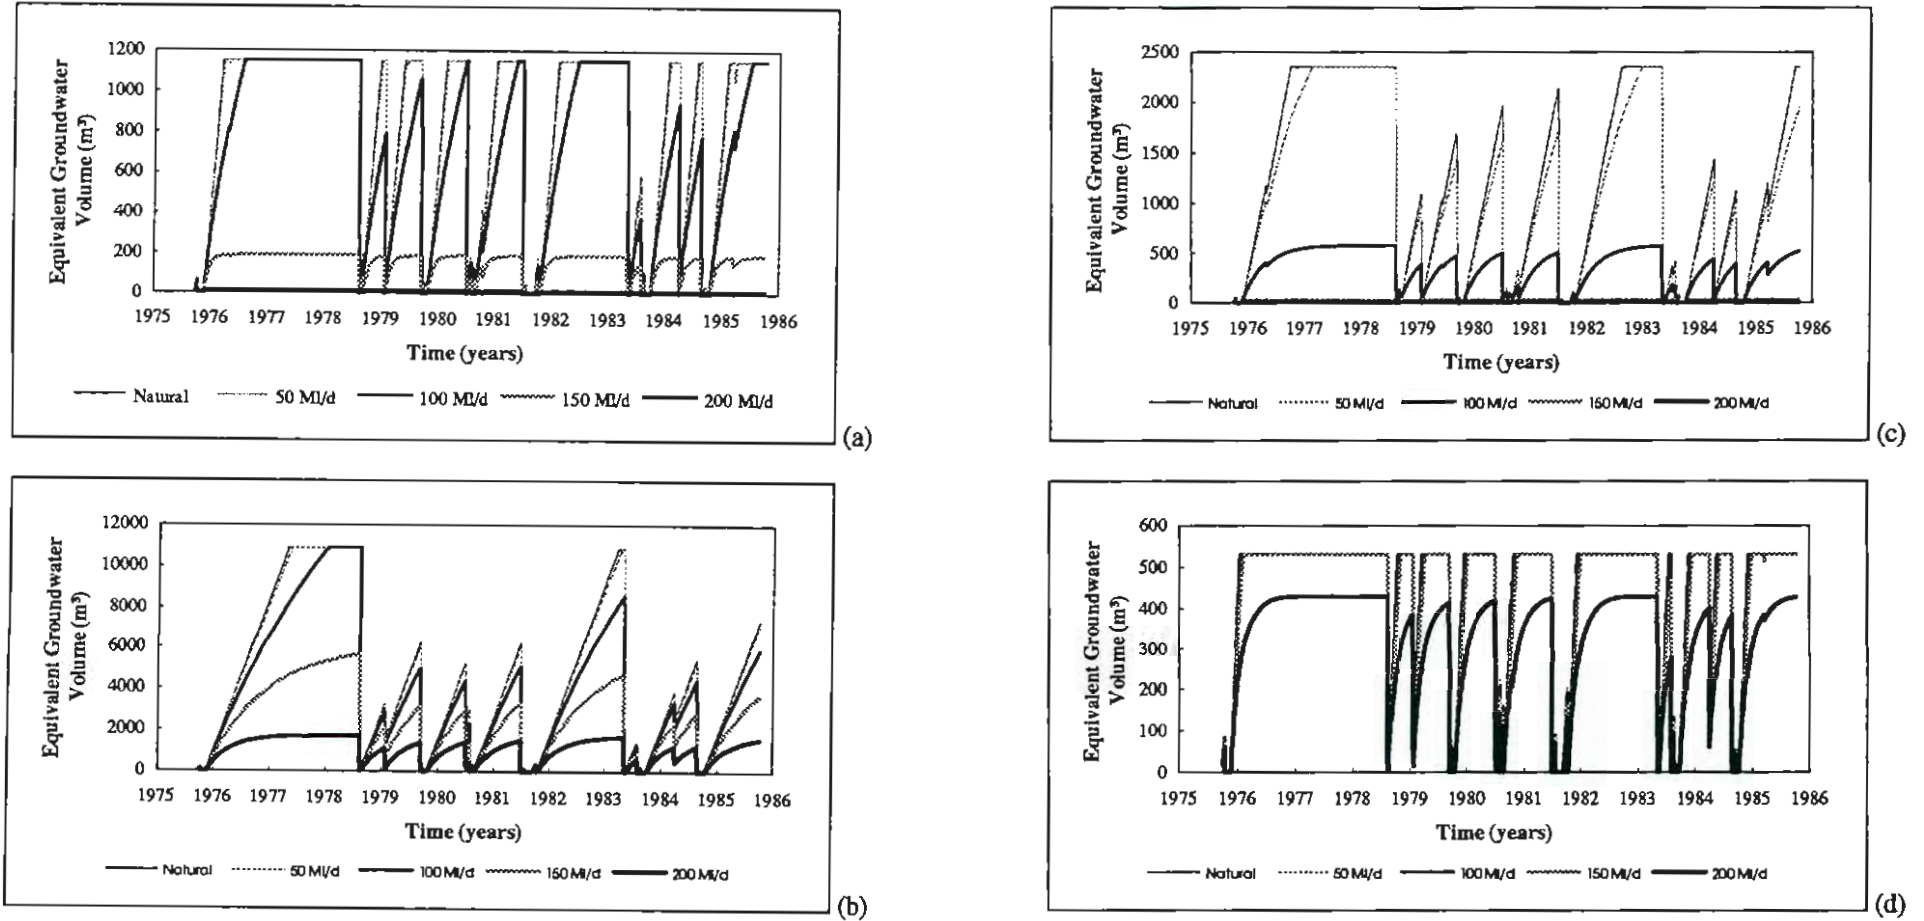 1200
1000
800
600
400
200
0
Equivalent Groundwater
Volume (m³)
1975 1976 1977 1978 1979 1980 1981 1982 1983 1984 1985 1986
Time (years)
Natural 50 Ml/d 100 Ml/d 150 Ml/d 200 Ml/d
(a)
12000
10000
8000
6000
4000
2000
0
Equivalent Groundwater
Volume (m³)
1975 1976 1977 1978 1979 1980 1981 1982 1983 1984 1985 1986
Time (years)
Natural 50 Ml/d 100 Ml/d 150 Ml/d 200 Ml/d
(b)
2500
2000
1500
1000
500
0
Equivalent Groundwater
Volume (m³)
1975 1976 1977 1978 1979 1980 1981 1982 1983 1984 1985 1986
Time (years)
Natural 50 Ml/d 100 Ml/d 150 Ml/d 200 Ml/d
(c)
600
500
400
300
200
100
0
Equivalent Groundwater
Volume (m³)
1975 1976 1977 1978 1979 1980 1981 1982 1983 1984 1985 1986
Time (years)
Natural 50 Ml/d 100 Ml/d 150 Ml/d 200 Ml/d
(d)